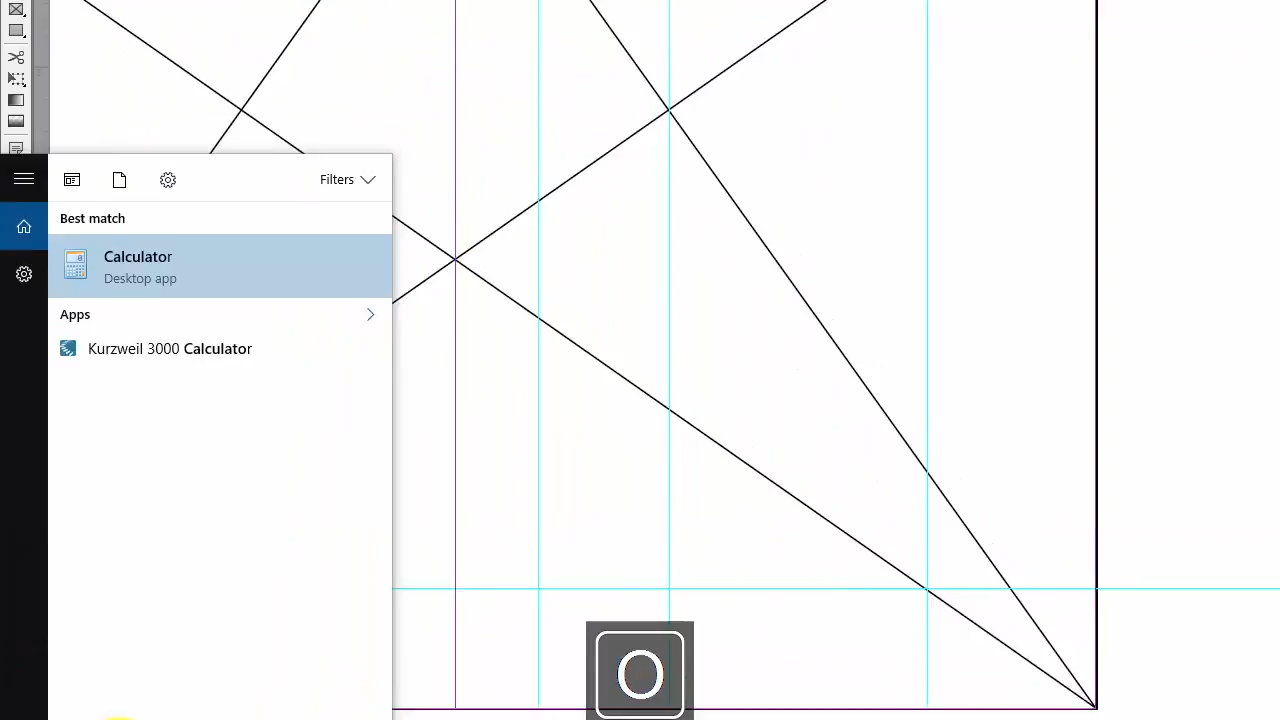 Filters
Best match
Calculator
Desktop app
Apps
Kurzweil 3000 Calculator
O